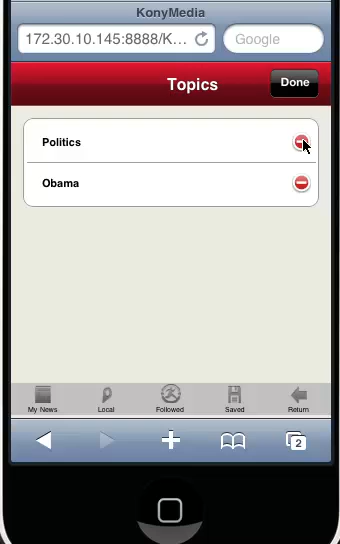 KonyMedia
172.30.10.145:8888/K...
Google
Topics
Done
Politics
Obama
My News
Local
Followed
Saved
Return
2